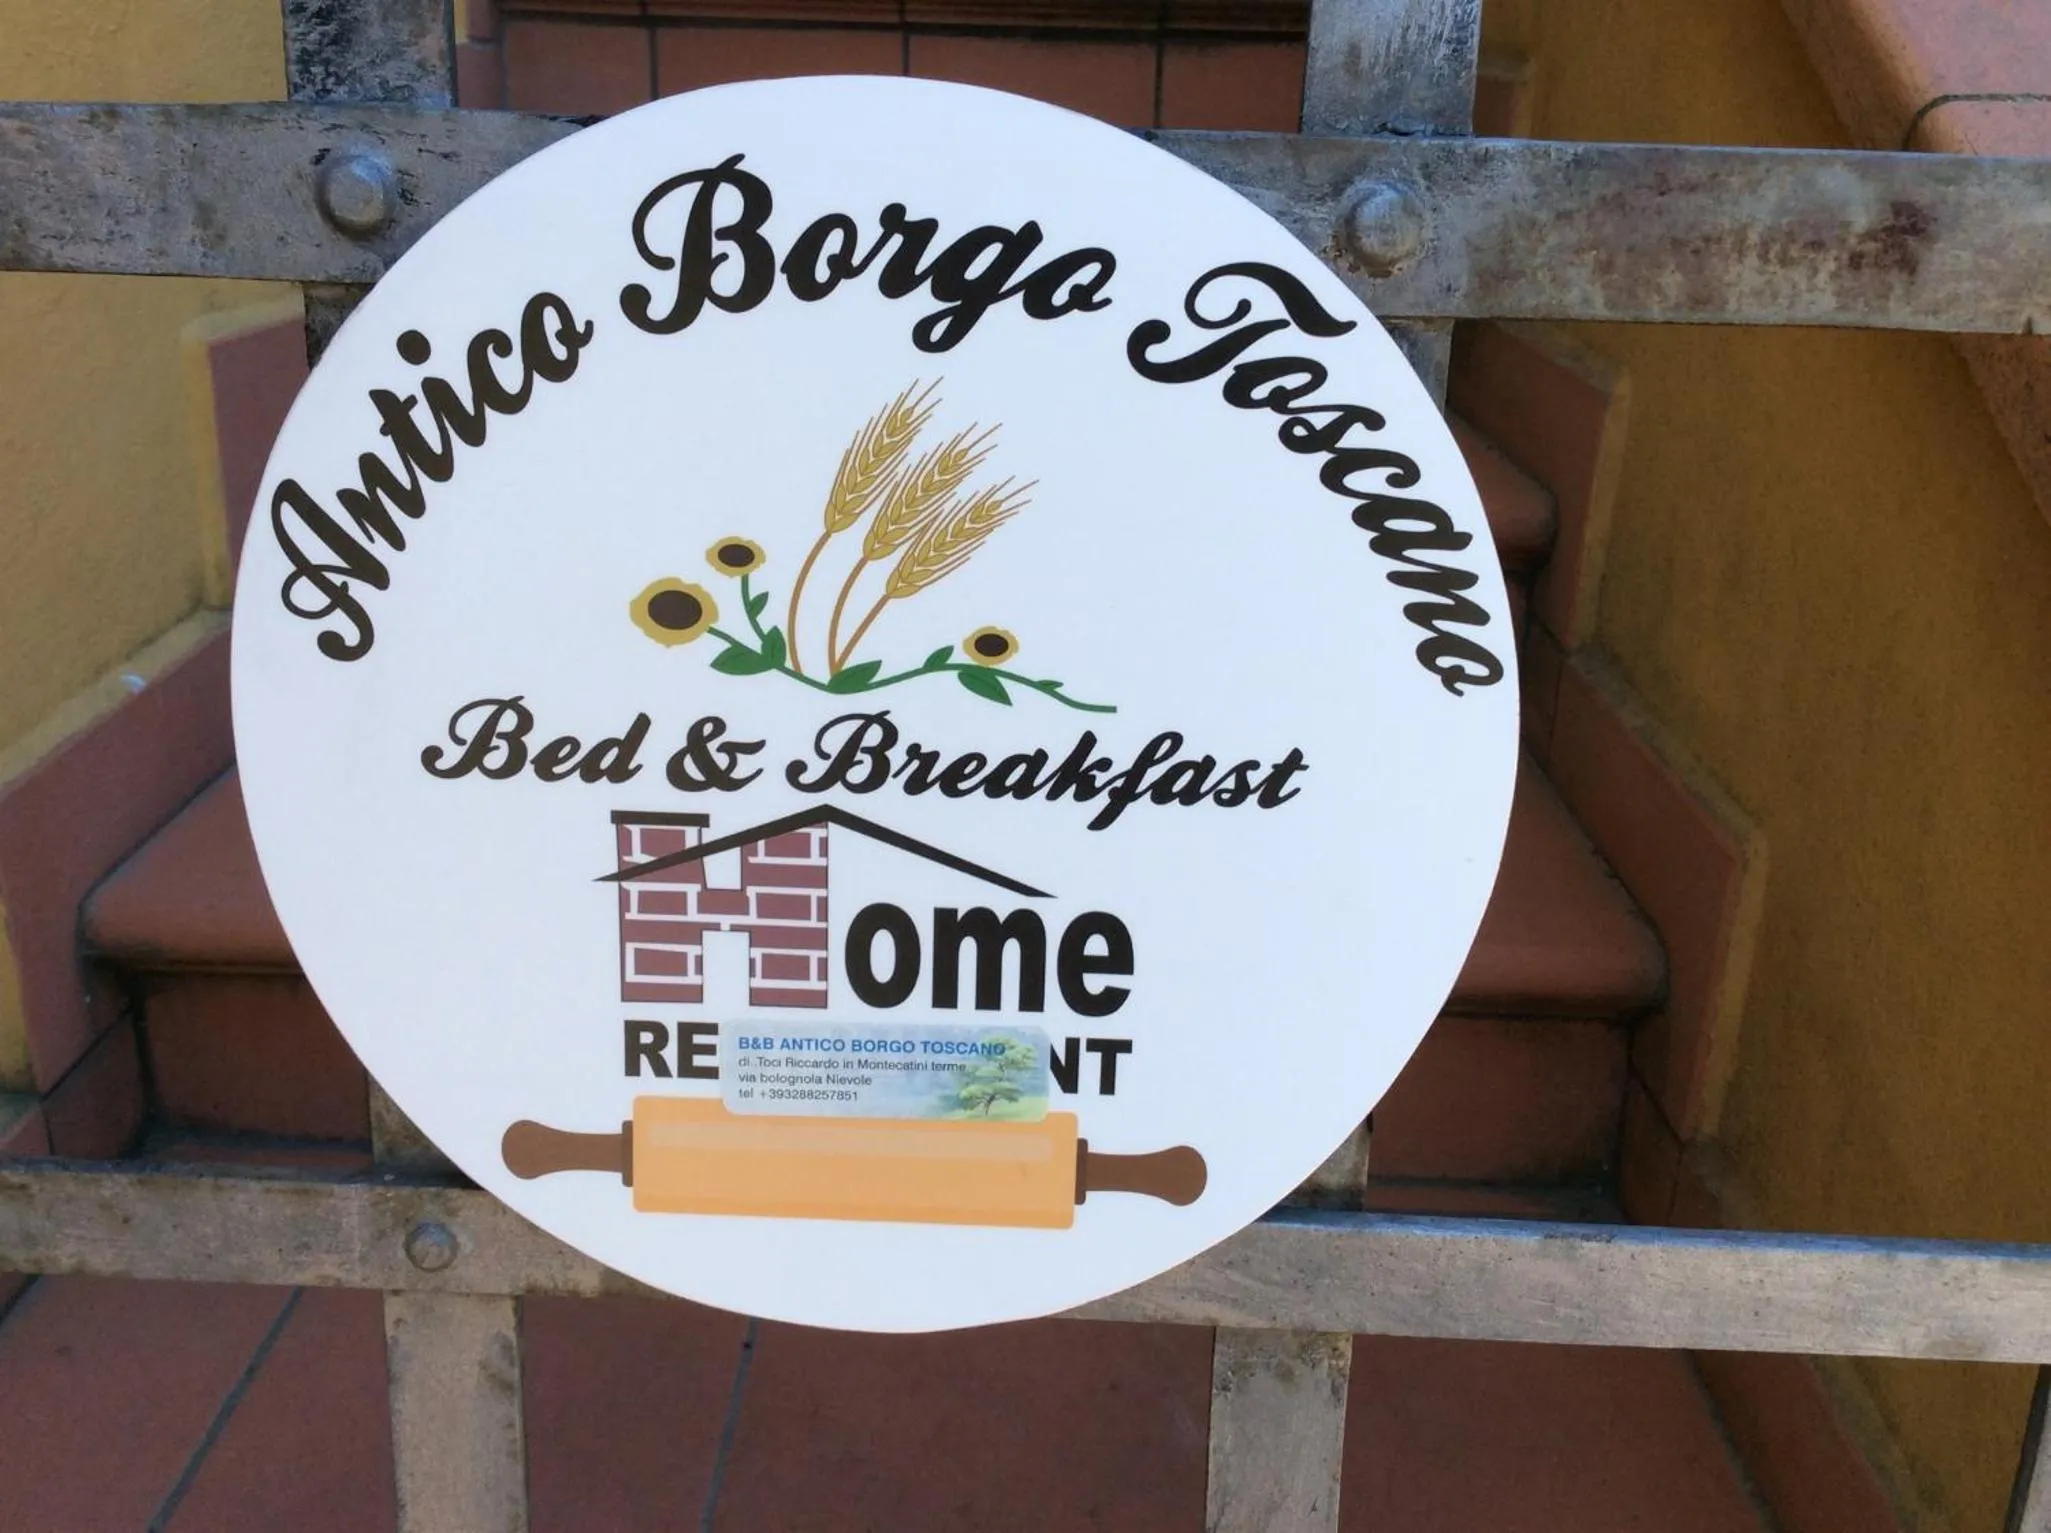 Antico Borgo Toscano
Bed & Breakfast
Home
RE NT
B&B ANTICO BORGO TOSCANO
di .Toci Riccardo in Montecatini terme
via bolognola Nievole
tel +393288257851